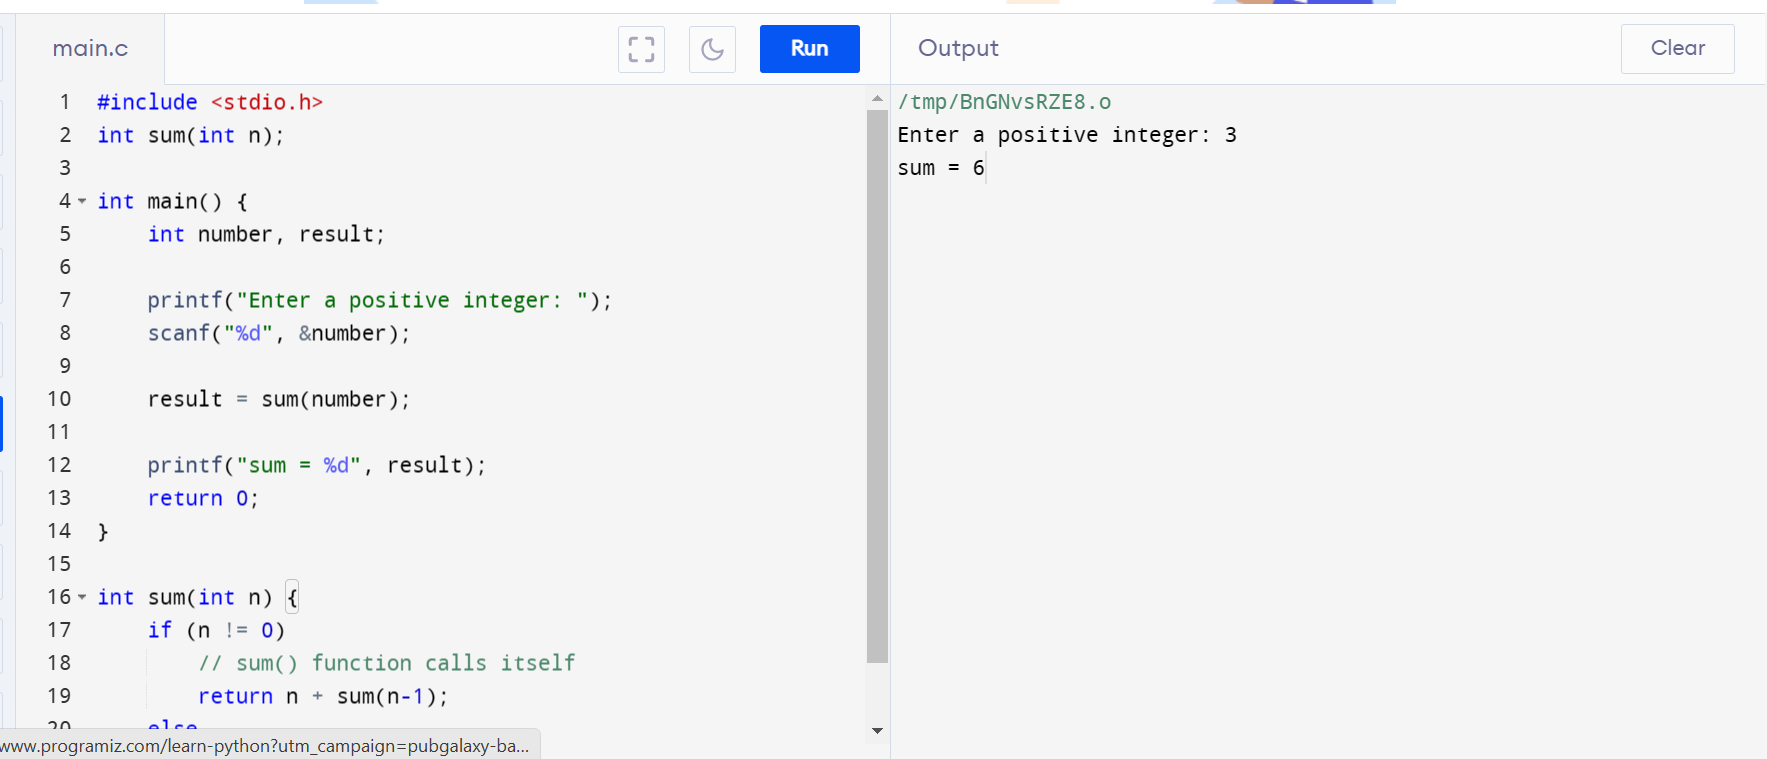 main.c
Run
1 #include <stdio.h>
2 int sum(int n);
3
4 int main() {
5 int number, result;
6
7 printf("Enter a positive integer: ");
8 scanf("%d", &number);
9
10 result = sum(number);
11
12 printf("sum = %d", result);
13 return 0;
14 }
15
16 int sum(int n) {
17 if (n != 0)
18 // sum() function calls itself
19 return n + sum(n-1);
20 else
www.programiz.com/learn-python?utm_campaign=pubgalaxy-ba...
Output
Clear
/tmp/BnGNvsRZE8.o
Enter a positive integer: 3
sum = 6